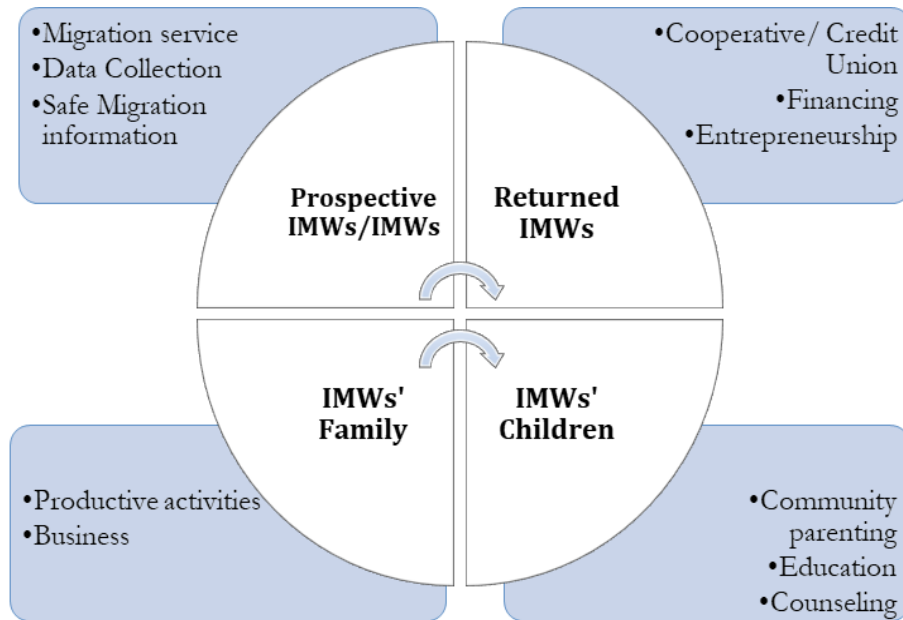 •Migration service
•Data Collection
•Safe Migration
information
•Cooperative/ Credit
Union
•Financing
•Entrepreneurship
Prospective
IMWs/IMWs
Returned
IMWs
IMWs'
Family
IMWs'
Children
•Productive activities
•Business
•Community
parenting
•Education
•Counseling